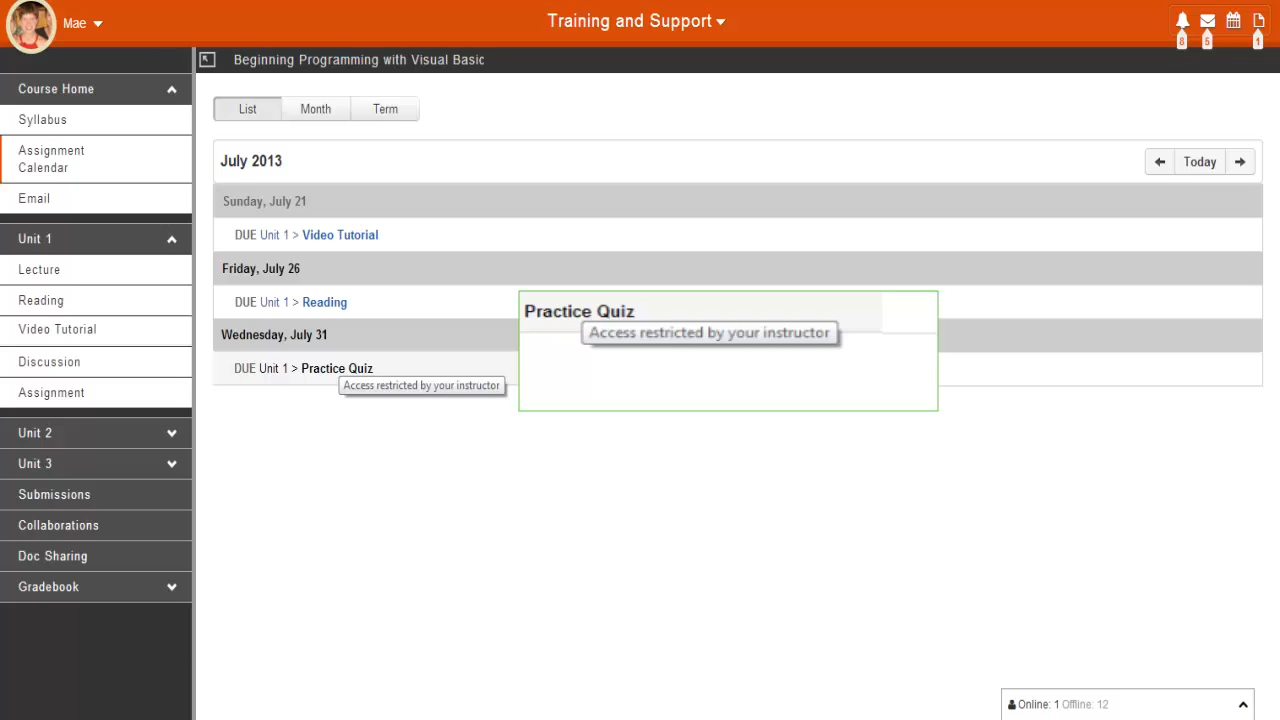 Mae
Training and Support
8
5
1
Beginning Programming with Visual Basic
Course Home
Syllabus
Assignment
Calendar
Email
Unit 1
Lecture
Reading
Video Tutorial
Discussion
Assignment
Unit 2
Unit 3
Submissions
Collaborations
Doc Sharing
Gradebook
List Month Term
July 2013
Today
Sunday, July 21
DUE Unit 1 > Video Tutorial
Friday, July 26
DUE Unit 1 > Reading
Wednesday, July 31
DUE Unit 1 > Practice Quiz
Access restricted by your instructor
Practice Quiz
Access restricted by your instructor
Online: 1 Offline: 12